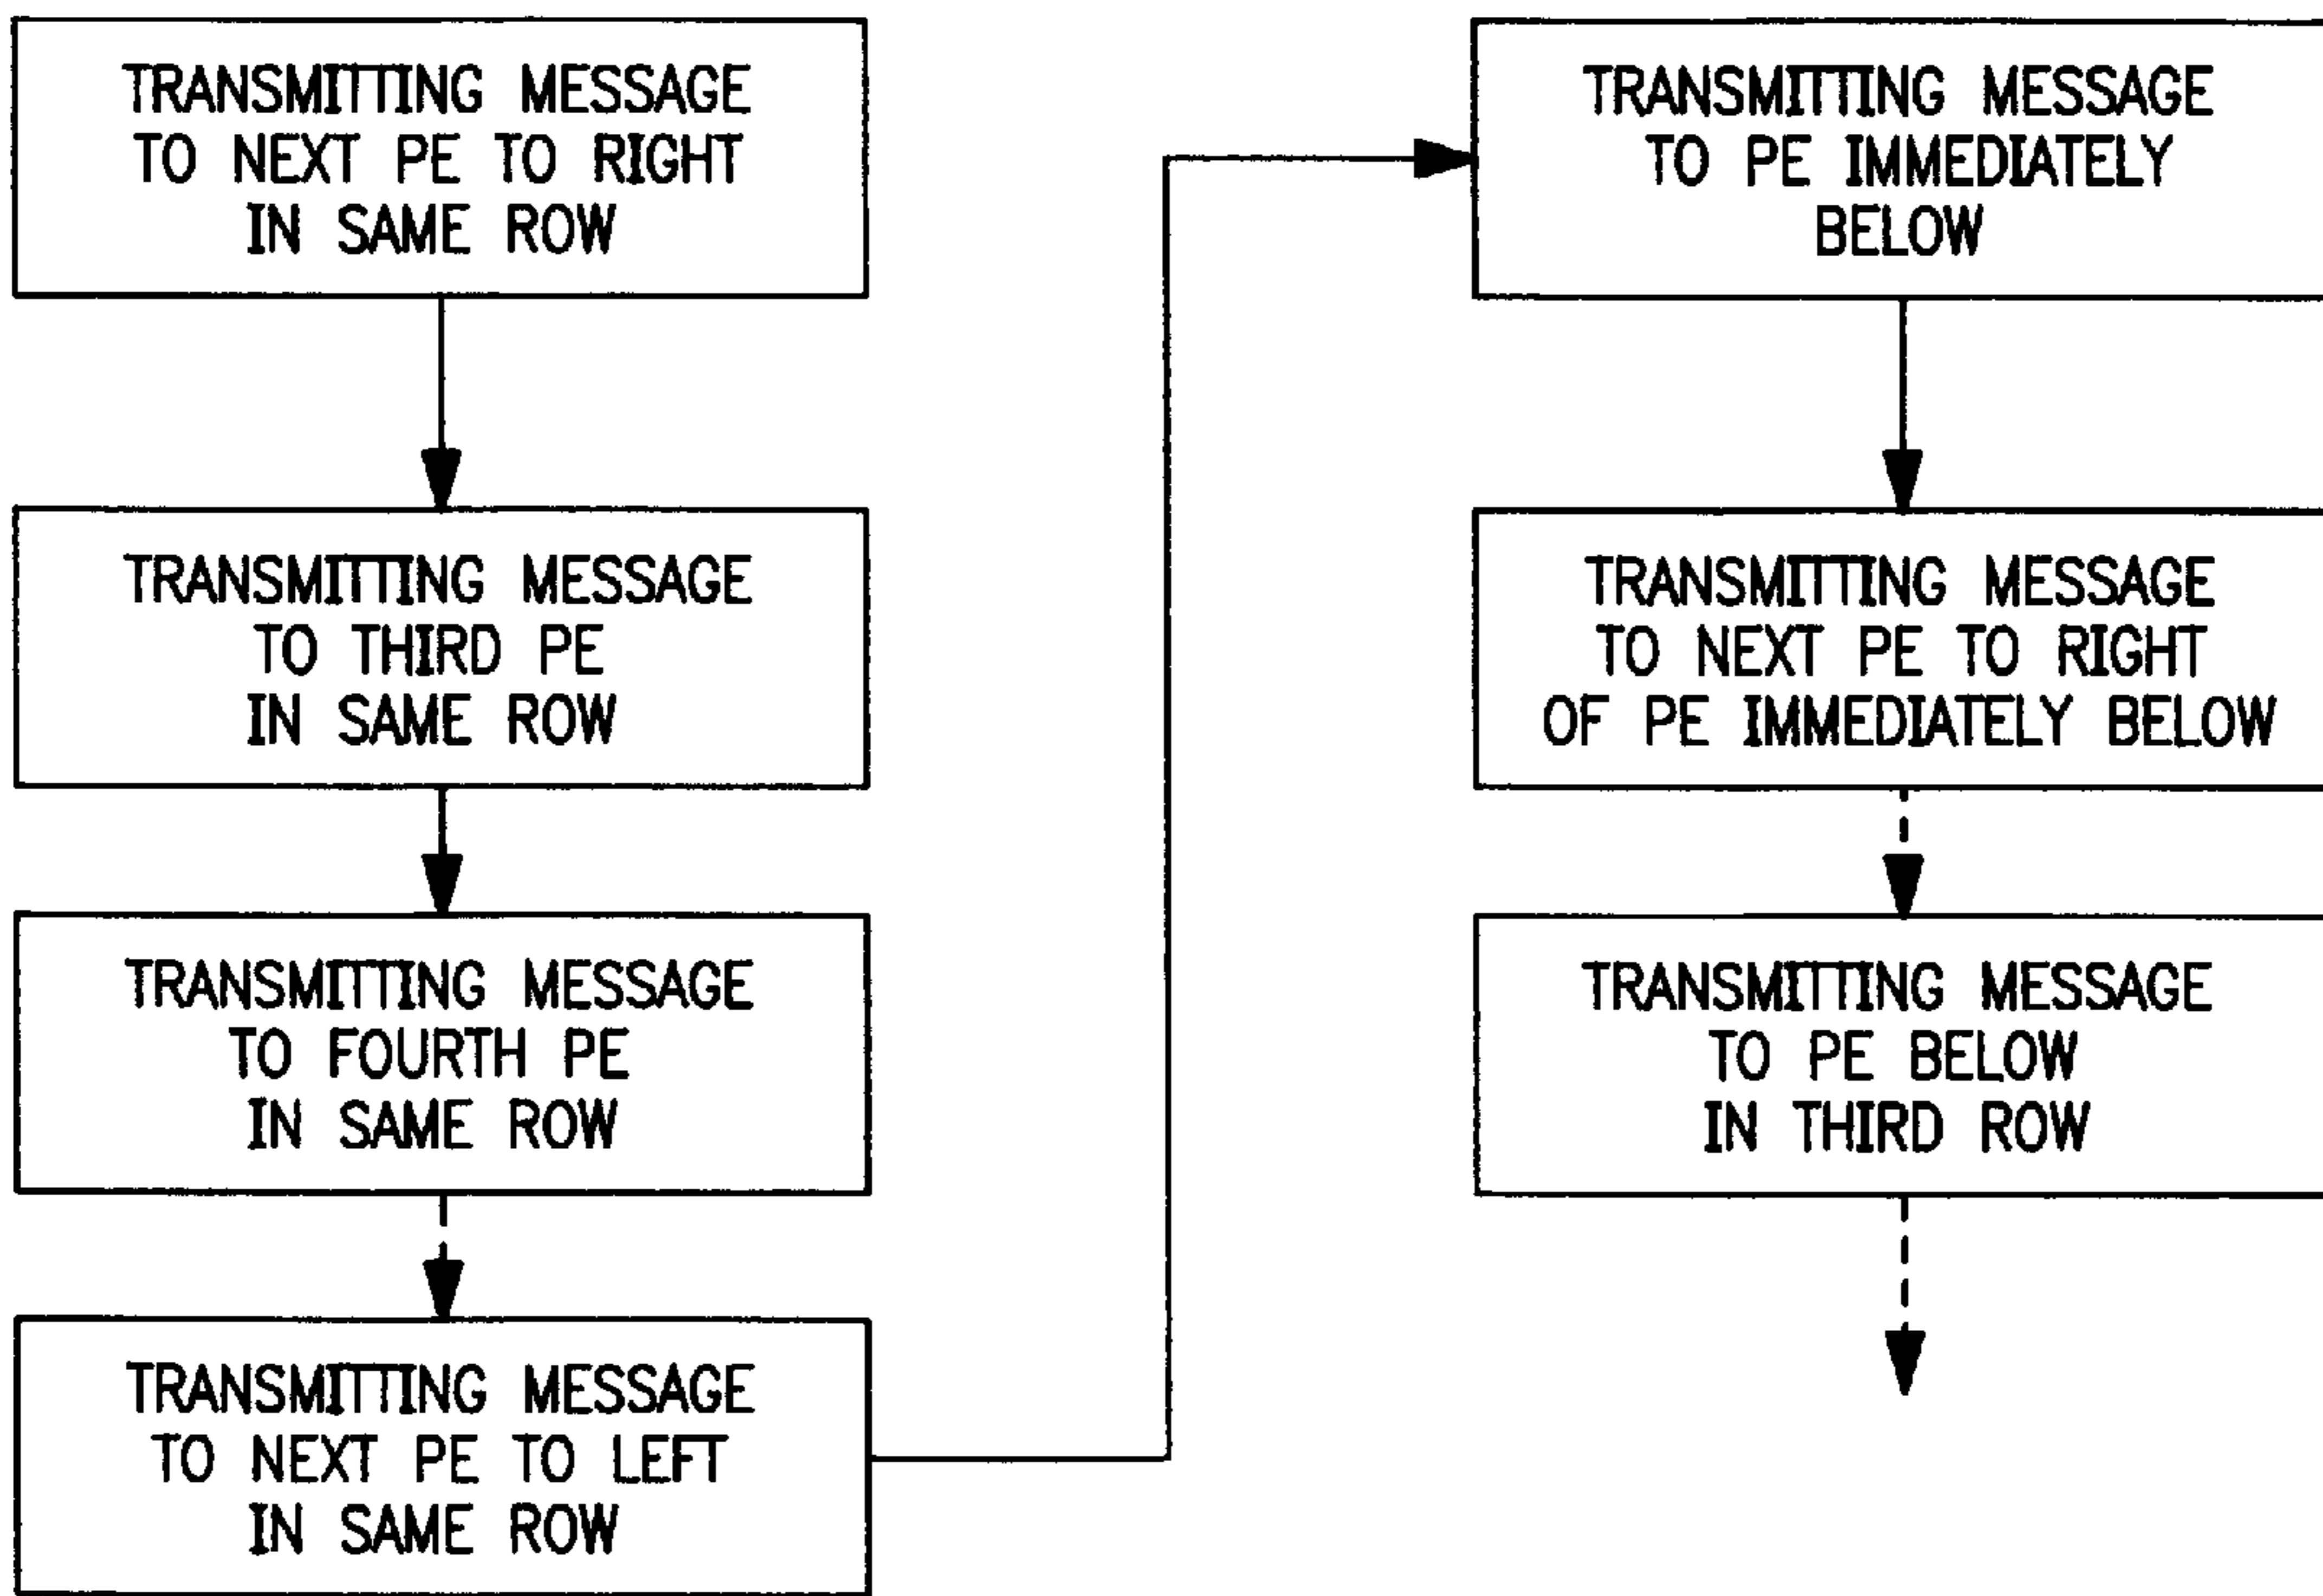 TRANSMITTING MESSAGE
TO NEXT PE TO RIGHT
IN SAME ROW
TRANSMITTING MESSAGE
TO THIRD PE
IN SAME ROW
TRANSMITTING MESSAGE
TO FOURTH PE
IN SAME ROW
TRANSMITTING MESSAGE
TO NEXT PE TO LEFT
IN SAME ROW
TRANSMITTING MESSAGE
TO PE IMMEDIATELY
BELOW
TRANSMITTING MESSAGE
TO NEXT PE TO RIGHT
OF PE IMMEDIATELY BELOW
TRANSMITTING MESSAGE
TO PE BELOW
IN THIRD ROW